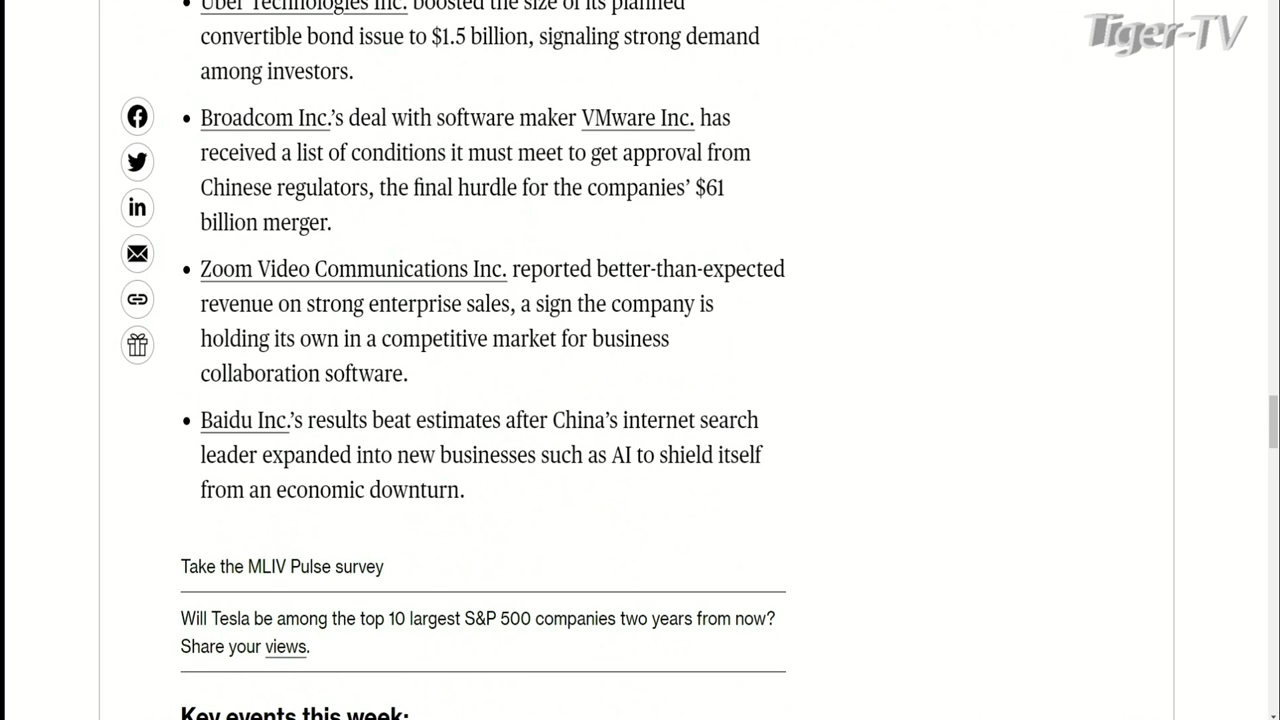 Uber Technologies Inc. boosted the size of its planned
convertible bond issue to $1.5 billion, signaling strong demand
among investors.
Broadcom Inc.’s deal with software maker VMware Inc. has
received a list of conditions it must meet to get approval from
Chinese regulators, the final hurdle for the companies’ $61
billion merger.
Zoom Video Communications Inc. reported better-than-expected
revenue on strong enterprise sales, a sign the company is
holding its own in a competitive market for business
collaboration software.
Baidu Inc.’s results beat estimates after China’s internet search
leader expanded into new businesses such as AI to shield itself
from an economic downturn.
Take the MLIV Pulse survey
Will Tesla be among the top 10 largest S&P 500 companies two years from now?
Share your views.
Key events this week:
Tiger-TV
in